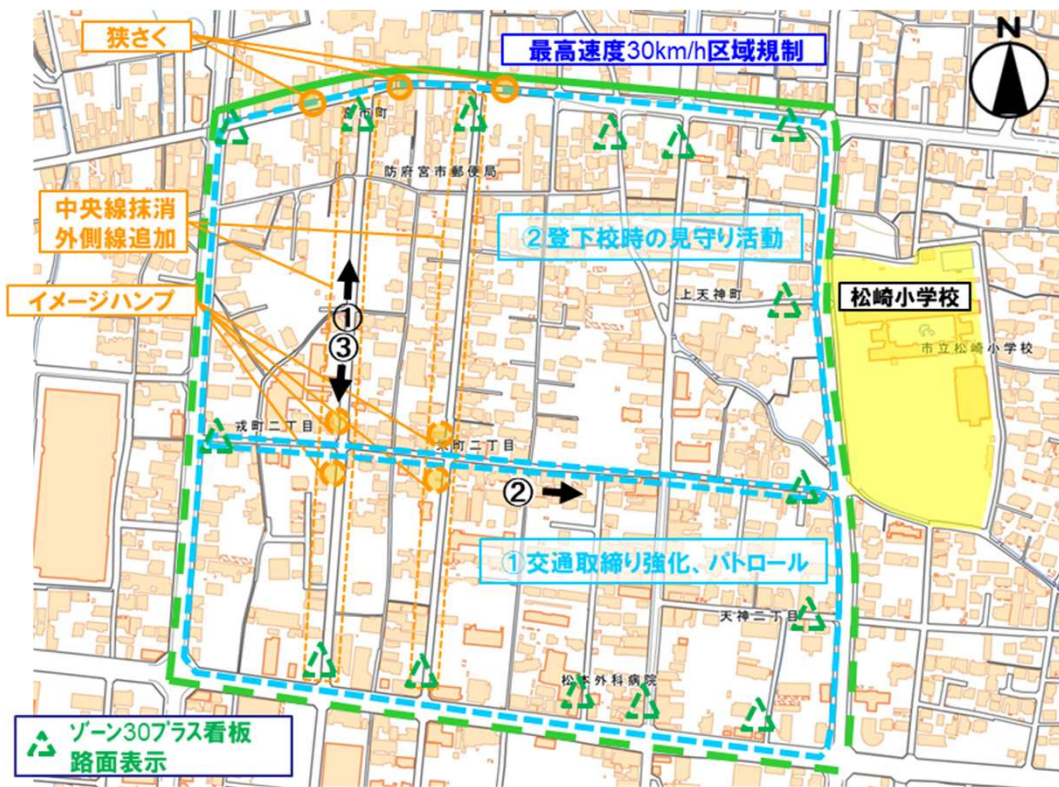 狭さく
最高速度30km/h区域規制
N
宮市町
防府宮市郵便局
中央線抹消
外側線追加
②登下校時の見守り活動
イメージハンプ
上天神町
松崎小学校
市立松崎小学校
①
③
戎町二丁目
栄町二丁目
②
①交通取締り強化、パトロール
天神二丁目
松本外科病院
ゾーン30プラス看板
路面表示